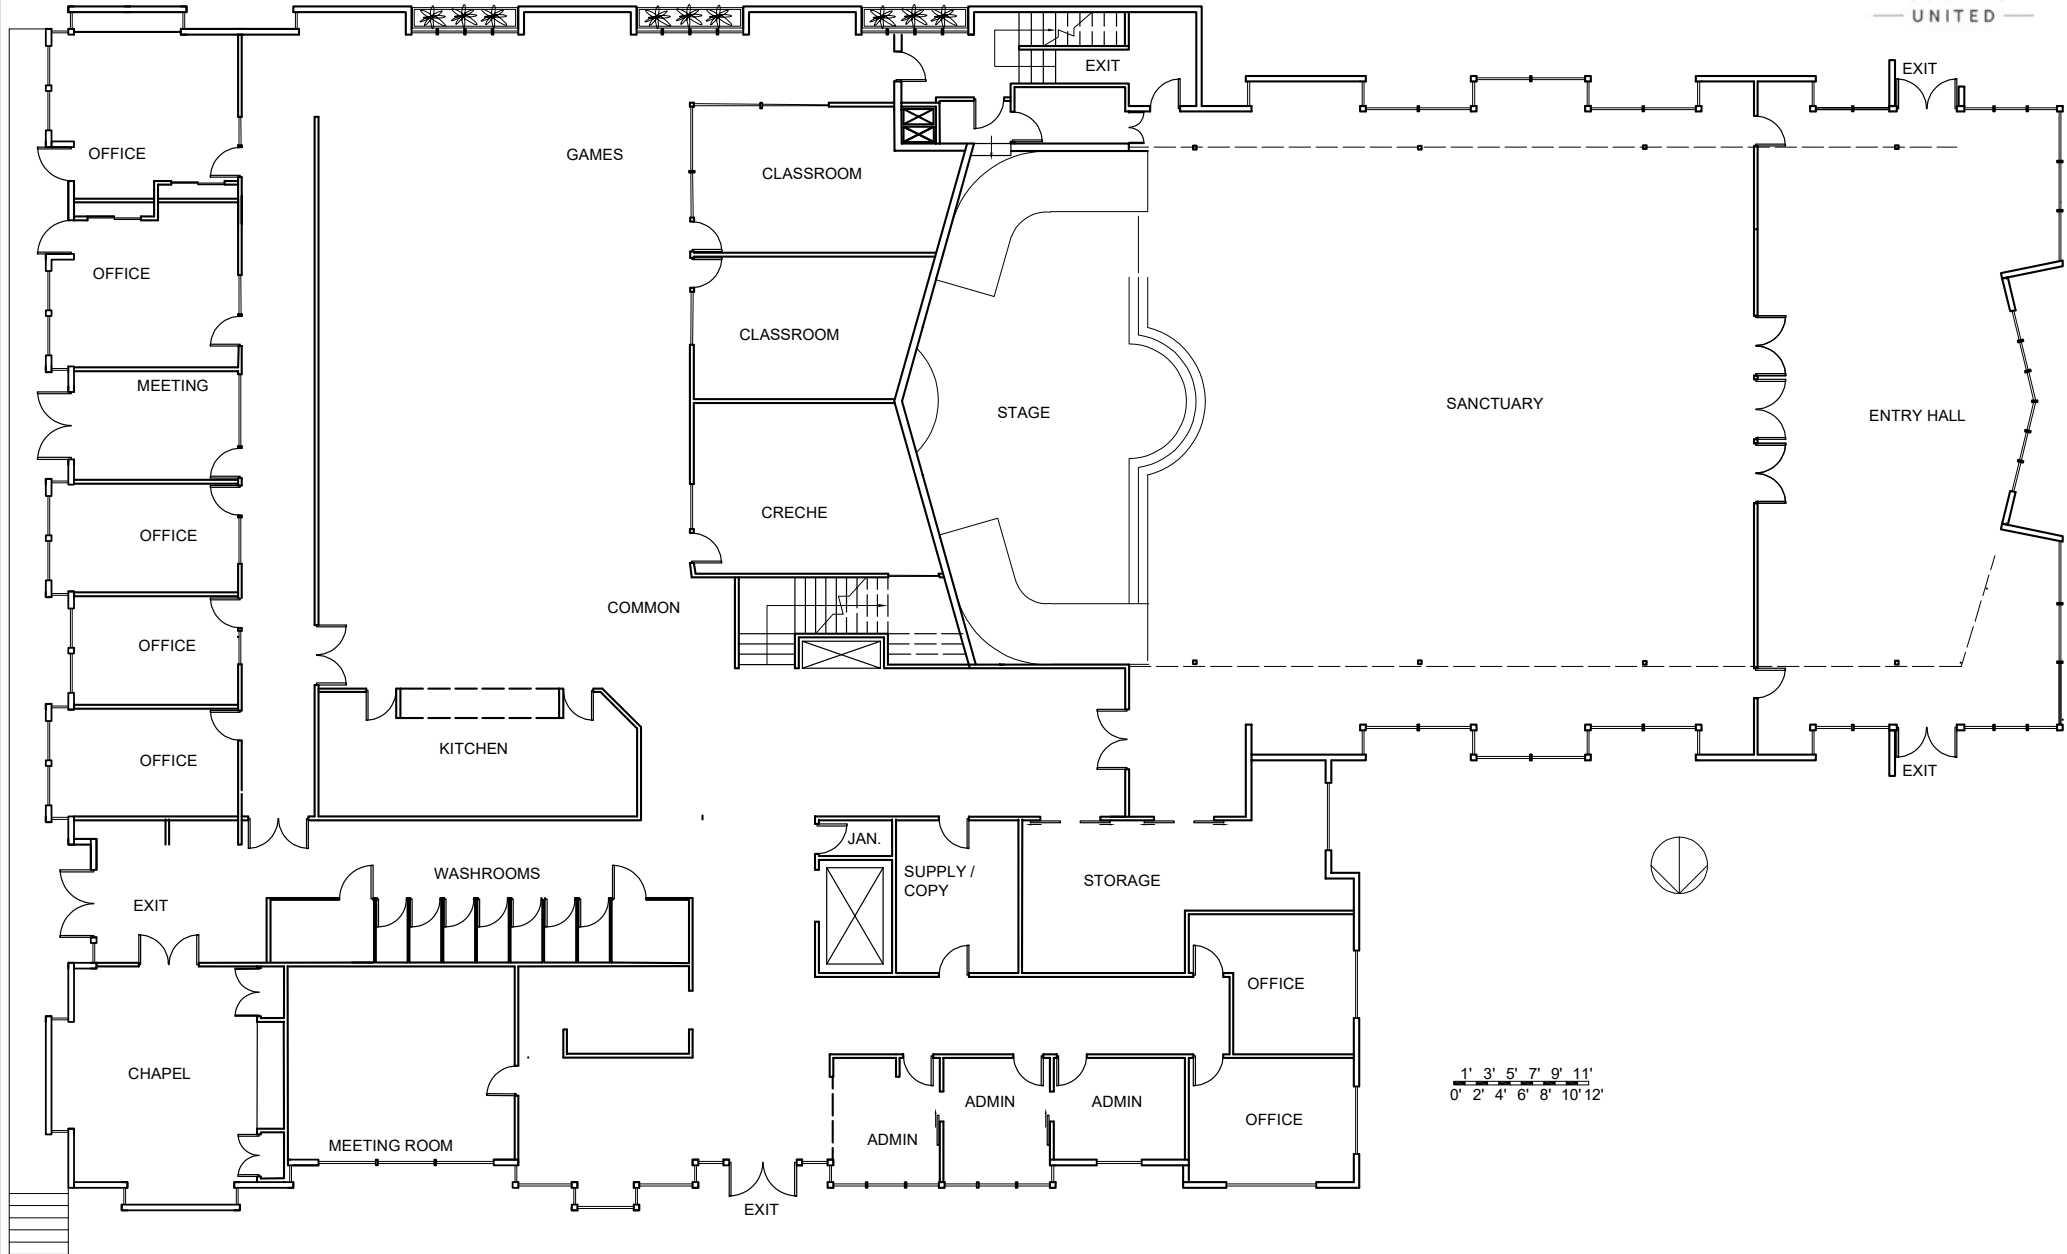 UNITED
EXIT
EXIT
OFFICE
GAMES
CLASSROOM
OFFICE
CLASSROOM
MEETING
STAGE
SANCTUARY
ENTRY HALL
CRECHE
OFFICE
COMMON
OFFICE
KITCHEN
OFFICE
EXIT
JAN.
WASHROOMS
SUPPLY /
COPY
STORAGE
EXIT
OFFICE
CHAPEL
1' 3' 5' 7' 9' 11'
0' 2' 4' 6' 8' 10' 12'
ADMIN
ADMIN
OFFICE
ADMIN
MEETING ROOM
EXIT